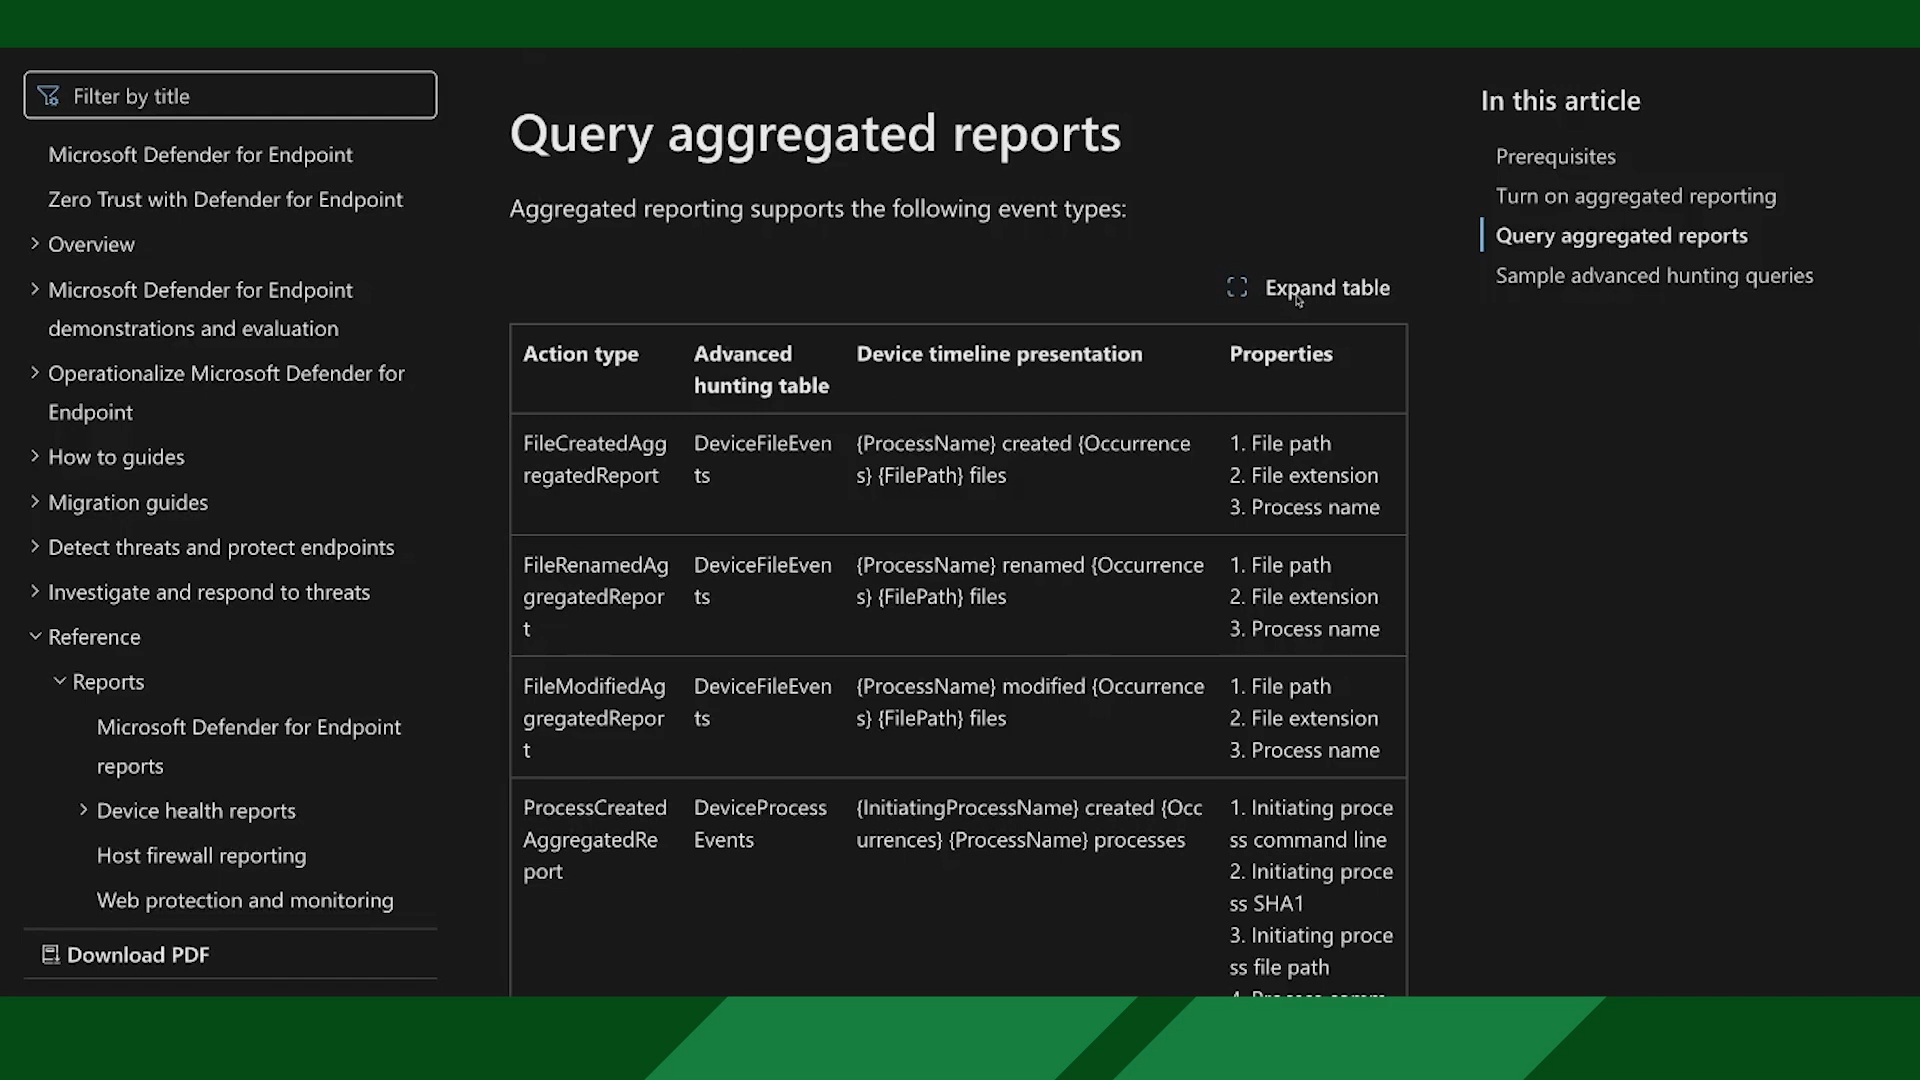 Filter by title
Microsoft Defender for Endpoint
Zero Trust with Defender for Endpoint
Overview
Microsoft Defender for Endpoint
demonstrations and evaluation
Operationalize Microsoft Defender for
Endpoint
How to guides
Migration guides
Detect threats and protect endpoints
Investigate and respond to threats
Reference
Reports
Microsoft Defender for Endpoint
reports
Device health reports
Host firewall reporting
Web protection and monitoring
Download PDF
Query aggregated reports
Aggregated reporting supports the following event types:
Expand table
Action type
Advanced
hunting table
Device timeline presentation
Properties
FileCreatedAgg
regatedReport
DeviceFileEven
ts
{ProcessName} created {Occurrence
s} {FilePath} files
1. File path
2. File extension
3. Process name
FileRenamedAg
gregatedRepor
t
DeviceFileEven
ts
{ProcessName} renamed {Occurrence
s} {FilePath} files
1. File path
2. File extension
3. Process name
FileModifiedAg
gregatedRepor
t
DeviceFileEven
ts
{ProcessName} modified {Occurrence
s} {FilePath} files
1. File path
2. File extension
3. Process name
ProcessCreated
AggregatedRe
port
DeviceProcess
Events
{InitiatingProcessName} created {Occ
urrences} {ProcessName} processes
1. Initiating proce
ss command line
2. Initiating proce
ss SHA1
3. Initiating proce
ss file path
In this article
Prerequisites
Turn on aggregated reporting
Query aggregated reports
Sample advanced hunting queries